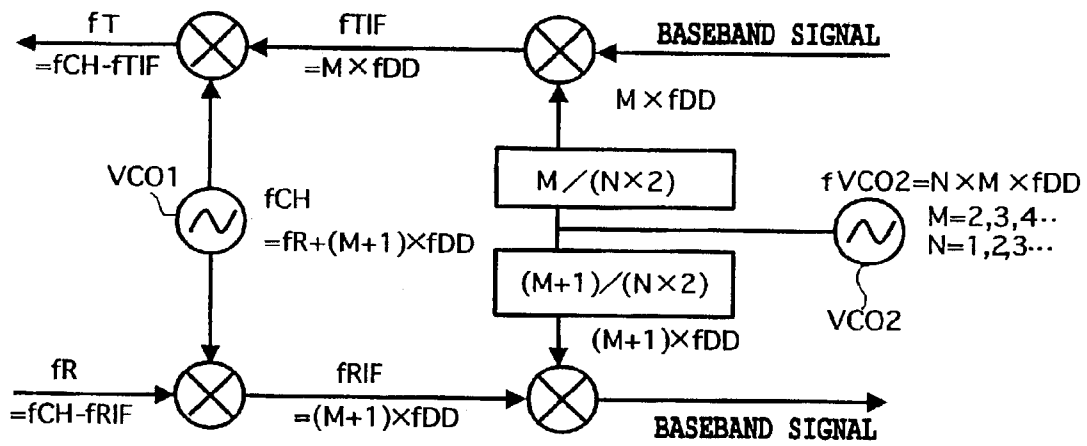 fT
=fCH-fTIF
fTIF
=M×fDD
BASEBAND SIGNAL
M×fDD
VCO1
fCH
=fR+(M+1)×fDD
M/(N×2)
(M+1)/(N×2)
fVCO2=N×M×fDD
M=2,3,4··
N=1,2,3···
VCO2
(M+1)×fDD
fR
=fCH-fRIF
fRIF
=(M+1)×fDD
BASEBAND SIGNAL